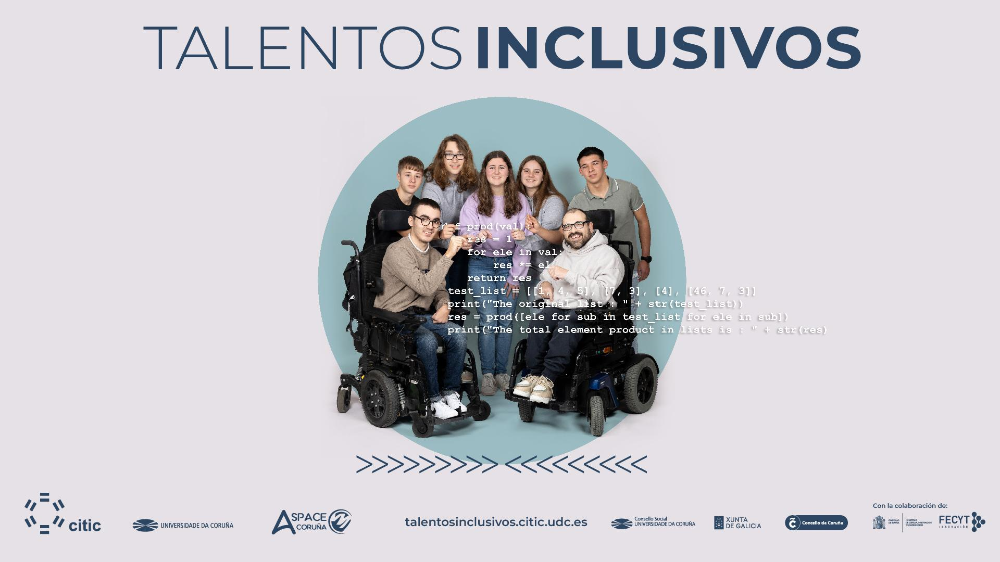 TALENTOS INCLUSIVOS
def prod(val):
res = 1
for ele in val:
res *= el
return res
test_list = [[1, 4, 5], [7, 3], [4], [46, 7, 3]]
print("The original list : " + str(test_list))
res = prod([ele for sub in test_list for ele in sub])
print("The total element product in lists is : " + str(res)
>>>>>>>>><<<<<<<<<
citic
UNIVERSIDADE DA CORUÑA
ASPACE
CORUÑA
talentosinclusivos.citic.udc.es
Consello Social
UNIVERSIDADE DA CORUÑA
XUNTA
DE GALICIA
Concello da Coruña
Con la colaboración de:
GOBIERNO
DE ESPAÑA
MINISTERIO
DE CIENCIA, INNOVACIÓN
Y UNIVERSIDADES
FECYT
INNOVACIÓN